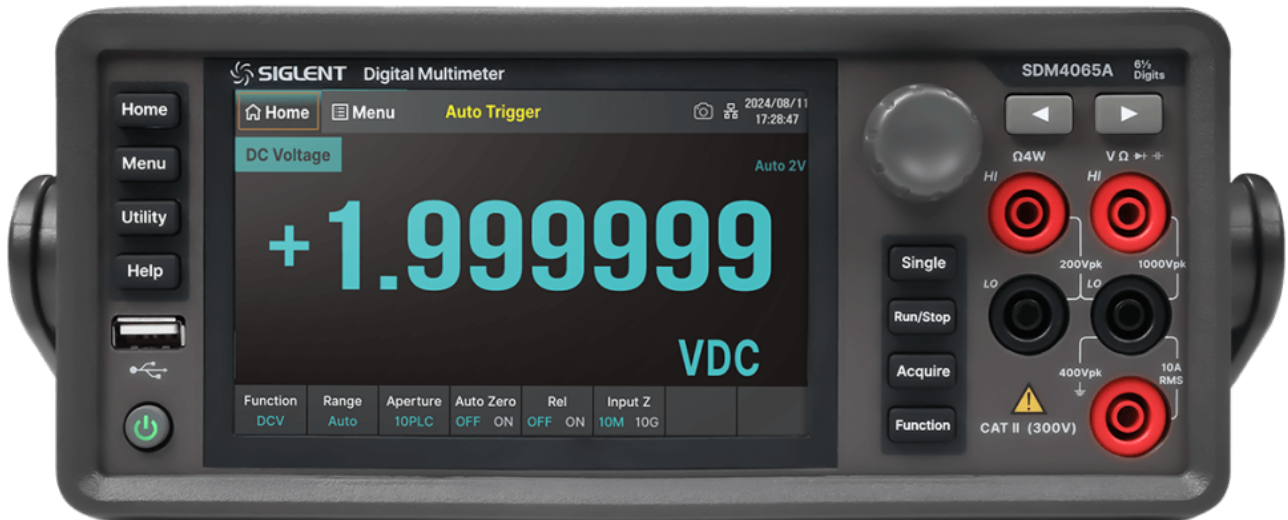 SIGLENT Digital Multimeter
SDM4065A 6½ Digits
Home
Menu
Utility
Help
Home Menu Auto Trigger 2024/08/11
17:28:47
DC Voltage
Auto 2V
+1.999999
VDC
Function Range Aperture Auto Zero Rel Input Z
DCV Auto 10PLC OFF ON OFF ON 10M 10G
Single
Run/Stop
Acquire
Function
Ω4W VΩ
HI HI
200Vpk 1000Vpk
LO LO
400Vpk 10A
RMS
CAT II (300V)